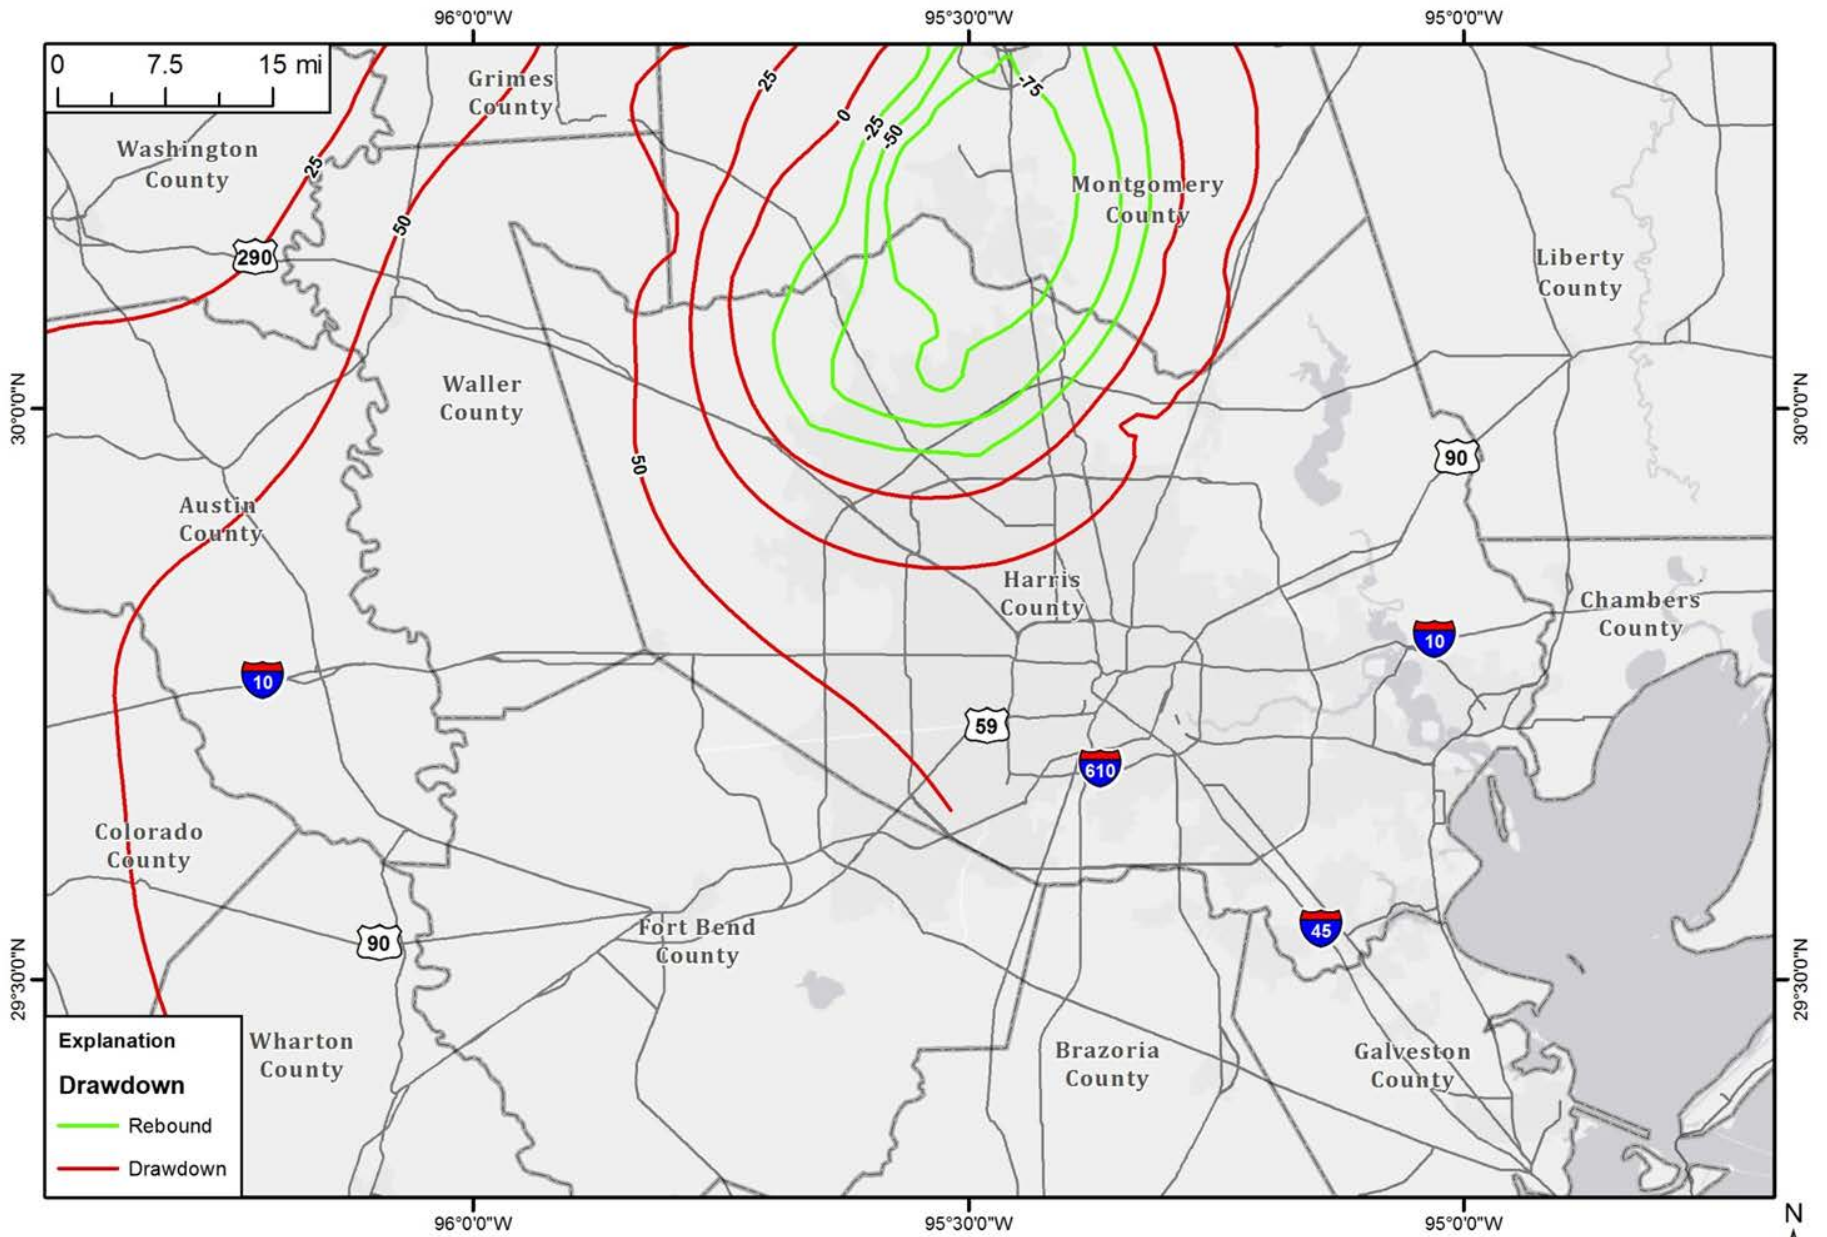 96°0'0"W
95°30'0"W
95°0'0"W
0 7.5 15 mi
Grimes
County
25
-75
0
-25
-50
Washington
County
25
Montgomery
County
50
290
Liberty
County
30°0'0"N
Waller
County
30°0'0"N
50
90
Austin
County
Harris
County
Chambers
County
10
10
59
610
Colorado
County
90
Fort Bend
County
45
29°30'0"N
29°30'0"N
Explanation
Drawdown
Rebound
Drawdown
Wharton
County
Brazoria
County
Galveston
County
96°0'0"W
95°30'0"W
95°0'0"W
N